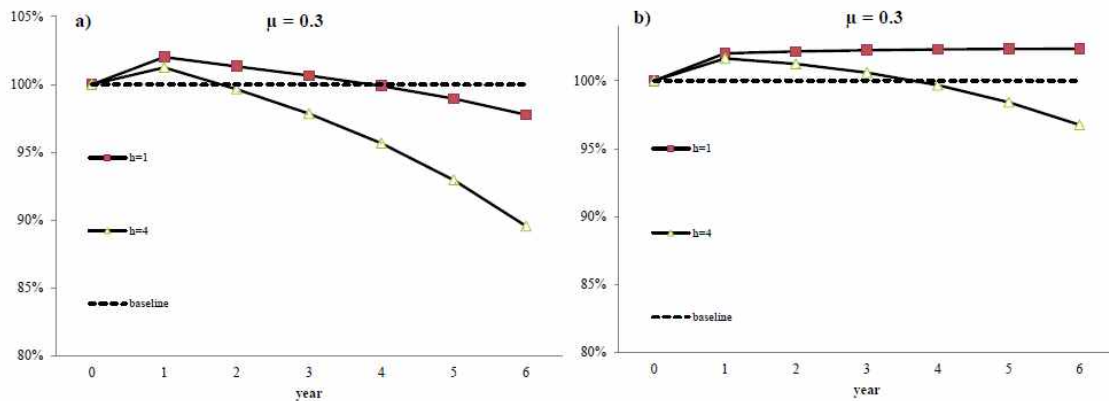 a)
μ = 0.3
105%
100%
95%
90%
85%
80%
h=1
h=4
baseline
0 1 2 3 4 5 6
year
b)
μ = 0.3
100%
95%
90%
85%
80%
h=1
h=4
baseline
0 1 2 3 4 5 6
year